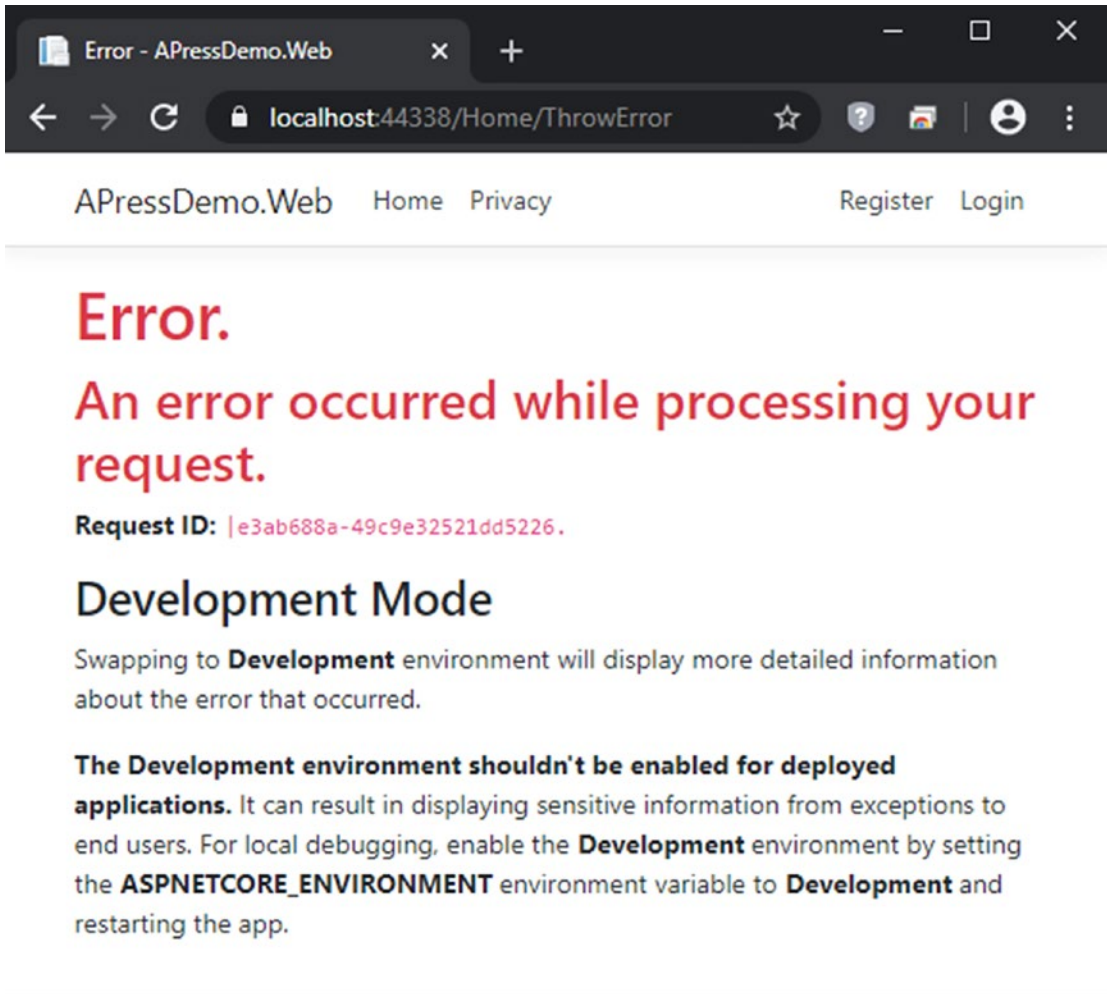 Error - APressDemo.Web
localhost:44338/Home/ThrowError
APressDemo.Web Home Privacy Register Login
Error.
An error occurred while processing your
request.
Request ID: |e3ab688a-49c9e32521dd5226.
Development Mode
Swapping to Development environment will display more detailed information
about the error that occurred.
The Development environment shouldn't be enabled for deployed
applications. It can result in displaying sensitive information from exceptions to
end users. For local debugging, enable the Development environment by setting
the ASPNETCORE_ENVIRONMENT environment variable to Development and
restarting the app.